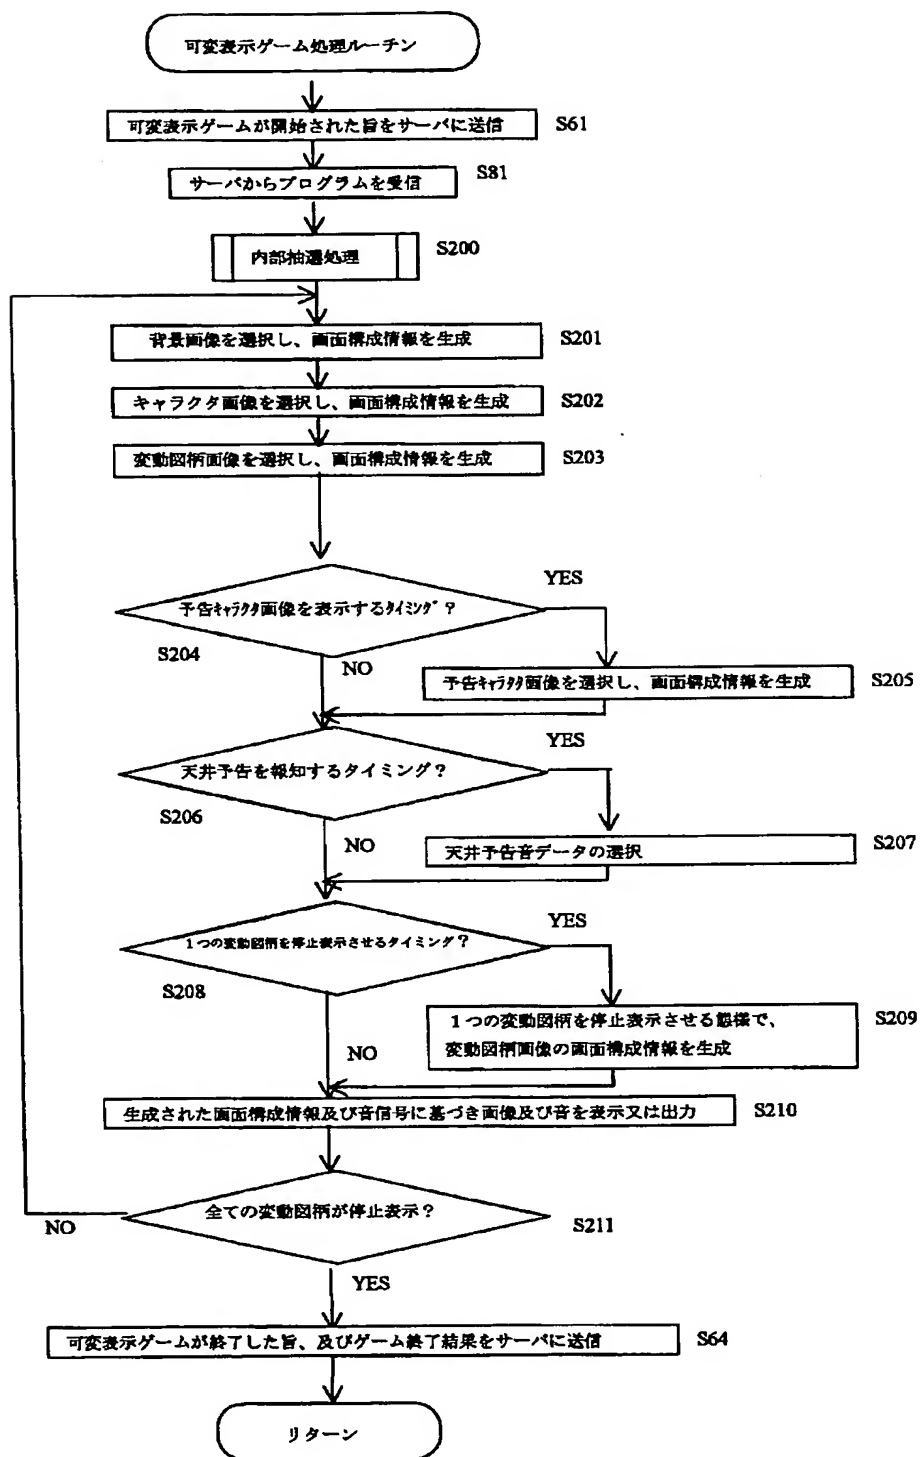 可変表示ゲーム処理ルーチン
可変表示ゲームが開始された旨をサーバに送信
S61
サーバからプログラムを受信
S81
内部抽選処理
S200
背景画像を選択し、画面構成情報を生成
S201
キャラクタ画像を選択し、画面構成情報を生成
S202
変動図柄画像を選択し、画面構成情報を生成
S203
予告ｷｬﾗｸﾀ画像を表示するﾀｲﾐﾝｸﾞ？
YES
S204
NO
予告ｷｬﾗｸﾀ画像を選択し、画面構成情報を生成
S205
天井予告を報知するタイミング？
YES
S206
NO
天井予告音データの選択
S207
１つの変動図柄を停止表示させるタイミング？
YES
S208
NO
１つの変動図柄を停止表示させる態様で、
変動図柄画像の画面構成情報を生成
S209
生成された画面構成情報及び音信号に基づき画像及び音を表示又は出力
S210
全ての変動図柄が停止表示？
NO
S211
YES
可変表示ゲームが終了した旨、及びゲーム終了結果をサーバに送信
S64
リターン